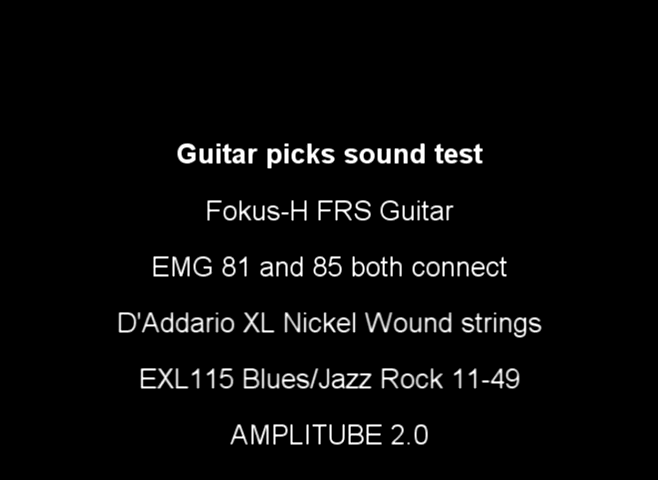 Guitar picks sound test
Fokus-H FRS Guitar
EMG 81 and 85 both connect
D'Addario XL Nickel Wound strings
EXL115 Blues/Jazz Rock 11-49
AMPLITUBE 2.0